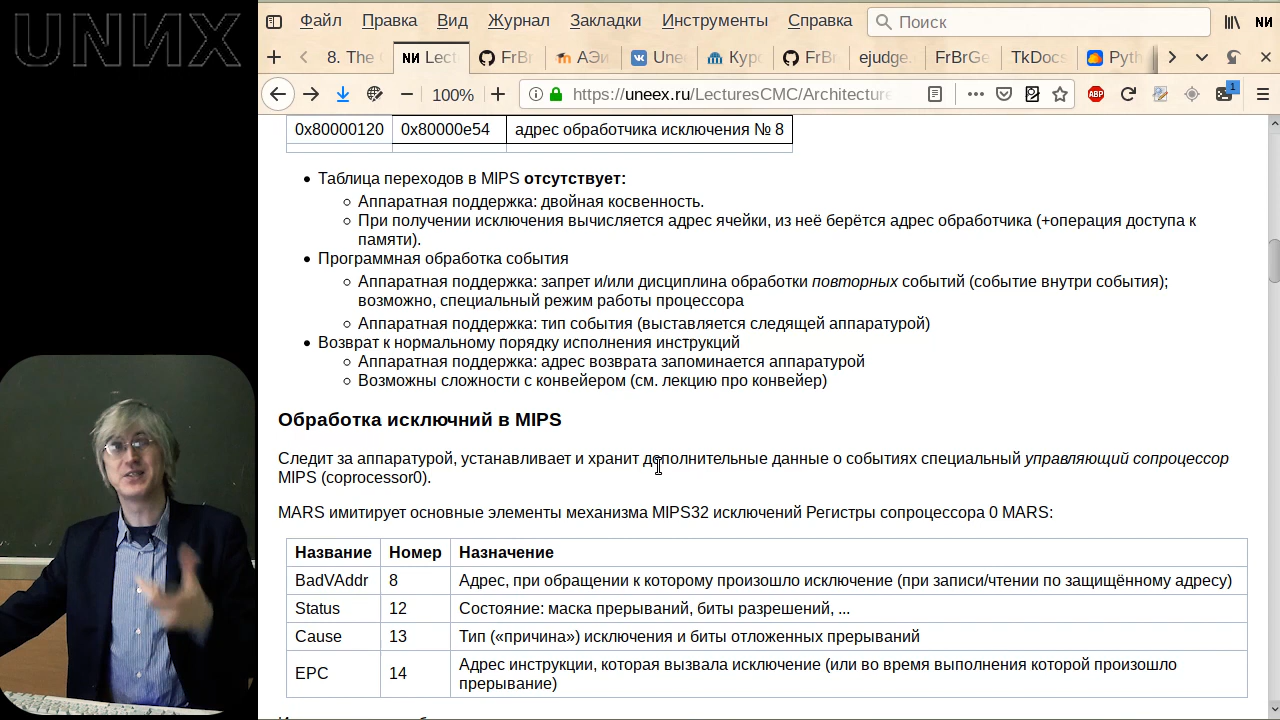 UNИX
Файл Правка Вид Журнал Закладки Инструменты Справка Поиск
8. The Lect FrBr АЭи Unee Курс FrBr ejudge. FrBrGe TkDocs Pyth
100% https://uneex.ru/LecturesCMC/Architecture ABP 1
0x80000120 0x80000e54 адрес обработчика исключения № 8
Таблица переходов в MIPS отсутствует:
Аппаратная поддержка: двойная косвенность.
При получении исключения вычисляется адрес ячейки, из неё берётся адрес обработчика (+операция доступа к
памяти).
Программная обработка события
Аппаратная поддержка: запрет и/или дисциплина обработки повторных событий (событие внутри события);
возможно, специальный режим работы процессора
Аппаратная поддержка: тип события (выставляется следящей аппаратурой)
Возврат к нормальному порядку исполнения инструкций
Аппаратная поддержка: адрес возврата запоминается аппаратурой
Возможны сложности с конвейером (см. лекцию про конвейер)
Обработка исключний в MIPS
Следит за аппаратурой, устанавливает и хранит дополнительные данные о событиях специальный управляющий сопроцессор
MIPS (coprocessor0).
MARS имитирует основные элементы механизма MIPS32 исключений Регистры сопроцессора 0 MARS:
Название Номер Назначение
BadVAddr 8 Адрес, при обращении к которому произошло исключение (при записи/чтении по защищённому адресу)
Status 12 Состояние: маска прерываний, биты разрешений, ...
Cause 13 Тип («причина») исключения и биты отложенных прерываний
EPC 14 Адрес инструкции, которая вызвала исключение (или во время выполнения которой произошло
прерывание)